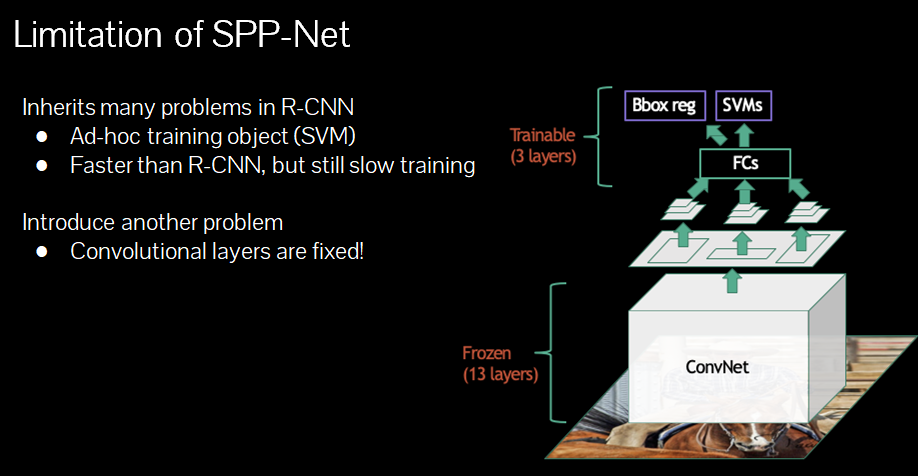 Limitation of SPP-Net
Inherits many problems in R-CNN
● Ad-hoc training object (SVM)
● Faster than R-CNN, but still slow training
Introduce another problem
● Convolutional layers are fixed!
Bbox reg
SVMs
Trainable
(3 layers)
FCs
Frozen
(13 layers)
ConvNet